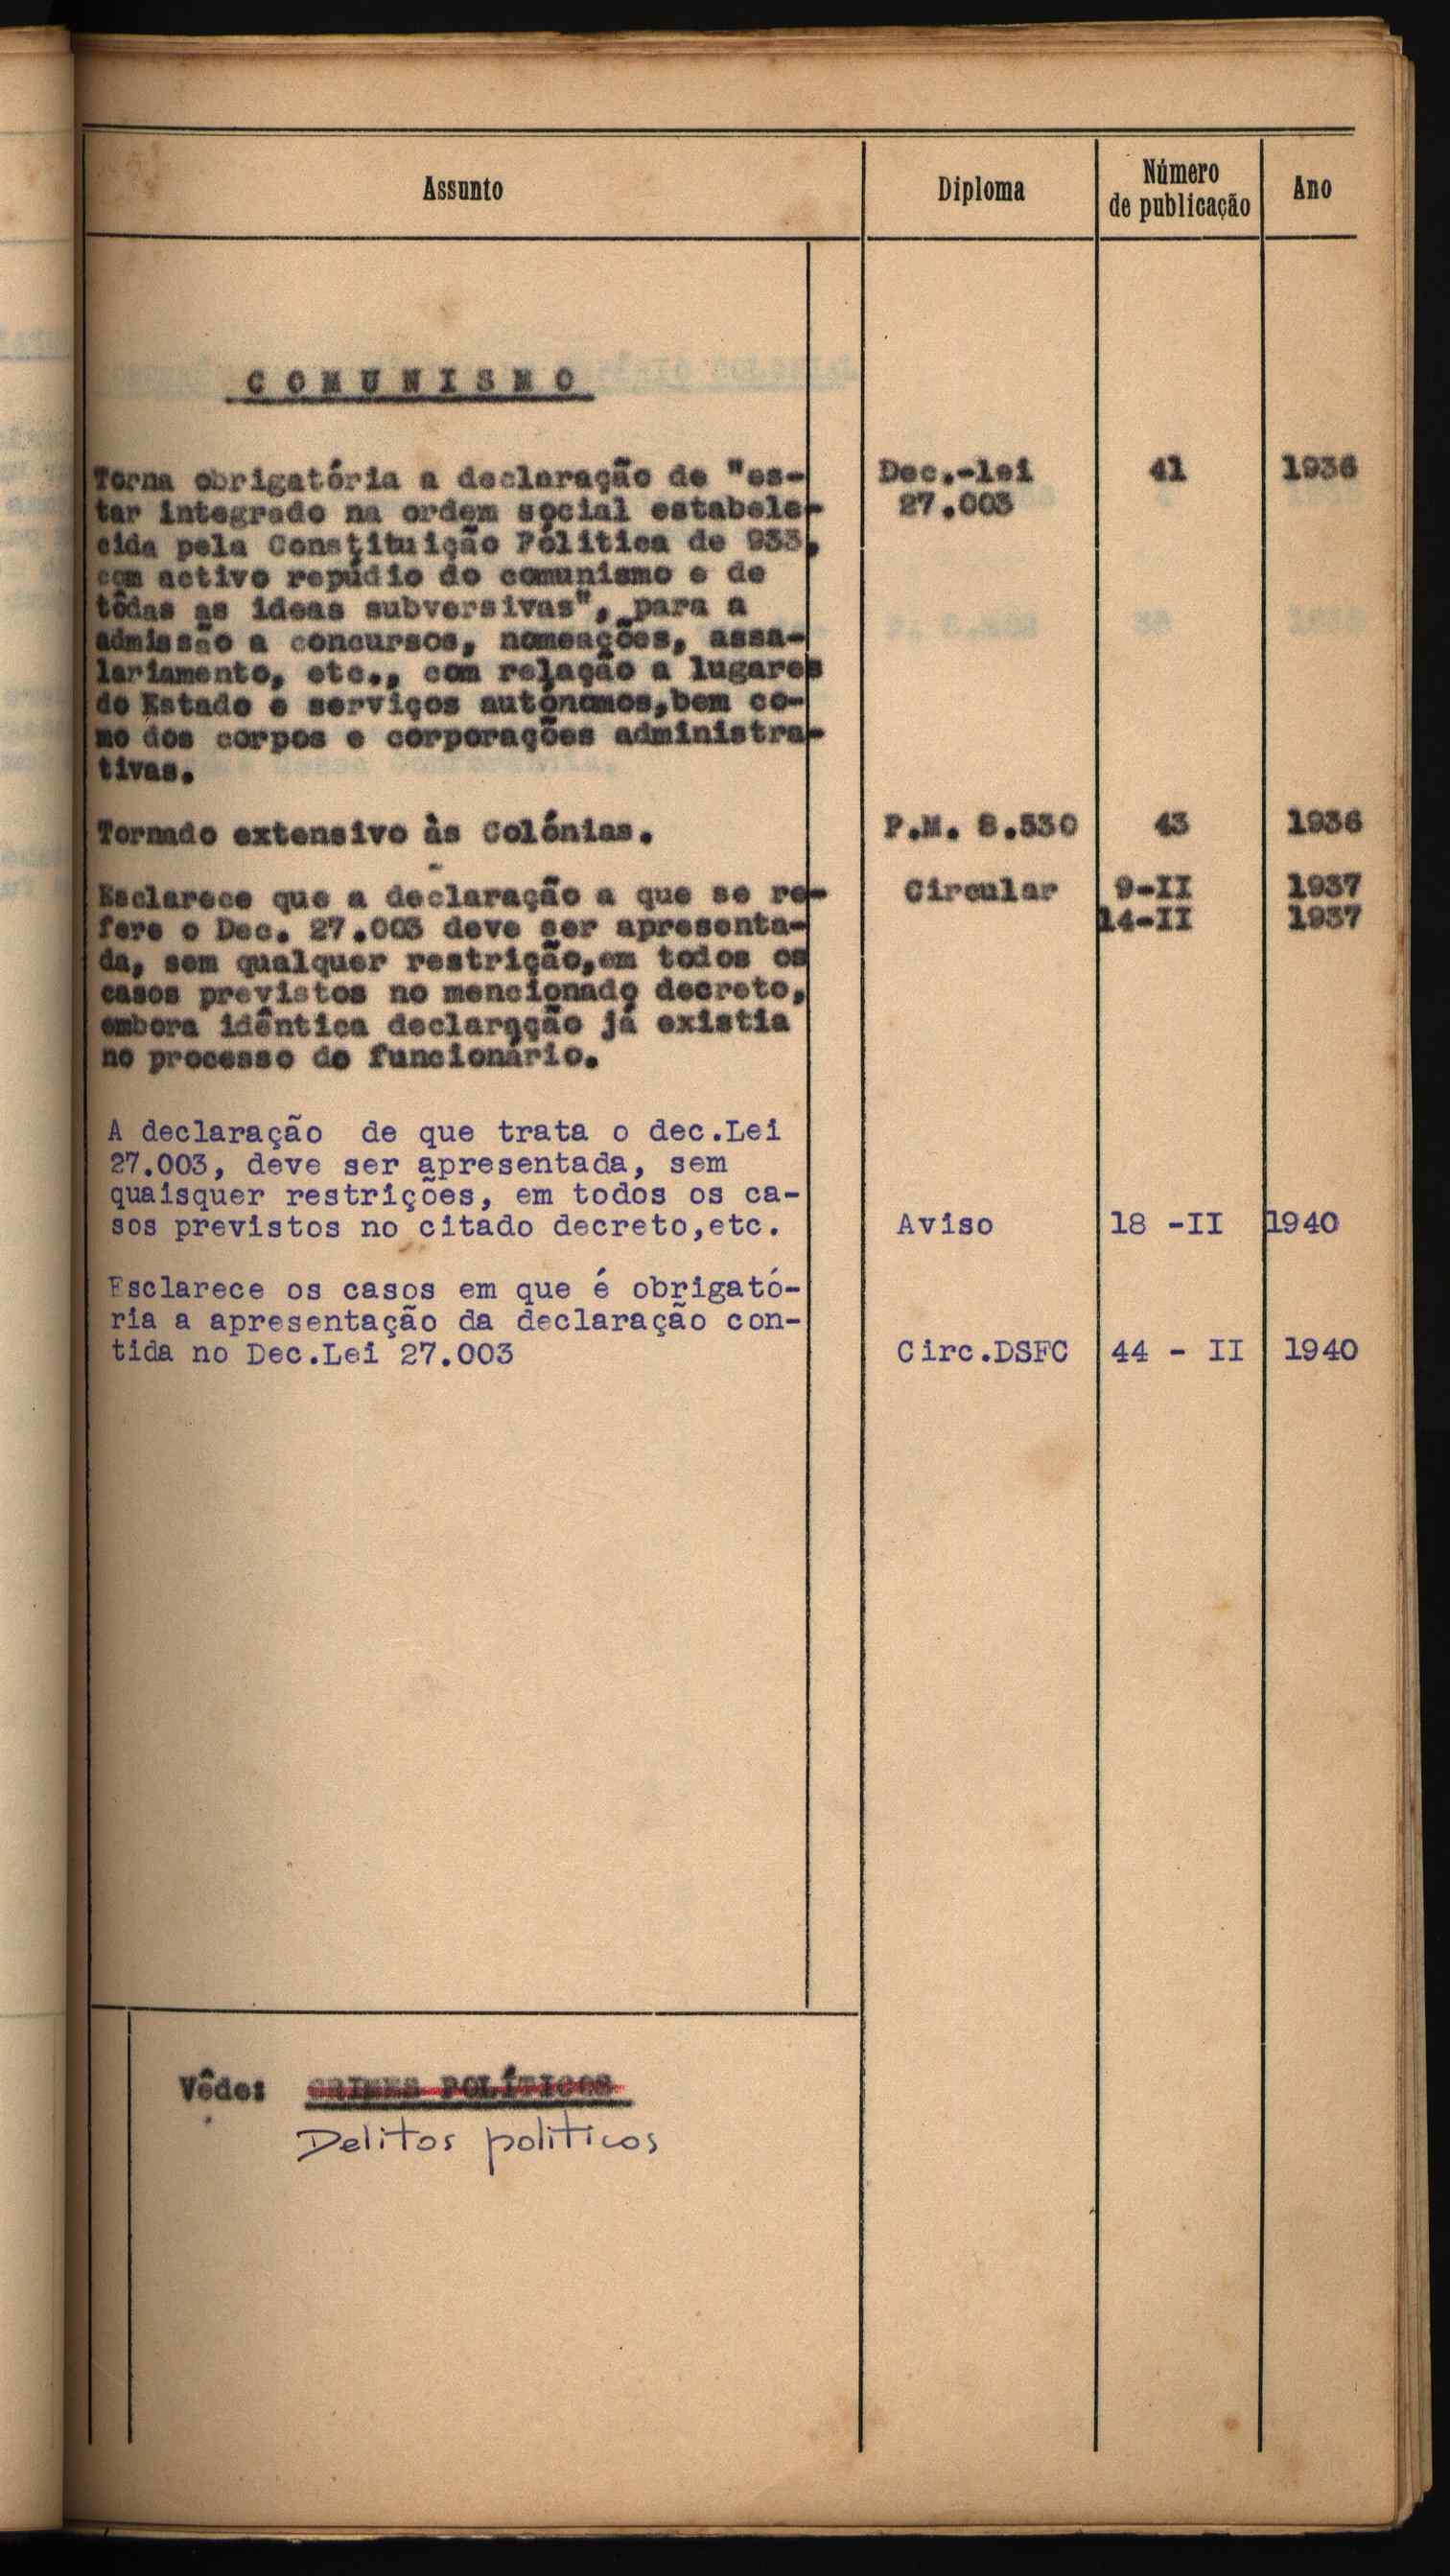 Assunto
Diploma
Número
de publicação
Ano
COMUNISMO
Torna obrigatória a declaração de "es- Dec.-lei 41 1936
tar integrado na ordem social estabele- 27.003
cida pela Constituição Política de 933,
com activo repúdio do comunismo e de
tôdas as ideas subversivas", para a
admissão a concursos, nomeações, assa-
lariamento, etc., com relação a lugares
do Estado e serviços autónomos,bem co-
mo dos corpos e corporações administra-
tivas.
Tornado extensivo às Colónias. P.M. 8.530 43 1936
Esclarece que a declaração a que se re- Circular 9-II 1937
fere o Dec. 27.003 deve ser apresenta- 14-II 1937
da, sem qualquer restrição,em todos os
casos previstos no mencionado decreto,
embora idêntica declaração já existia
no processo do funcionário.
A declaração de que trata o dec.Lei
27.003, deve ser apresentada, sem
quaisquer restrições, em todos os ca-
sos previstos no citado decreto,etc. Aviso 18 -II 1940
Esclarece os casos em que é obrigató-
ria a apresentação da declaração con-
tida no Dec.Lei 27.003 Circ.DSFC 44 - II 1940
Vêde: CRIMES POLÍTICOS
Delitos politicos